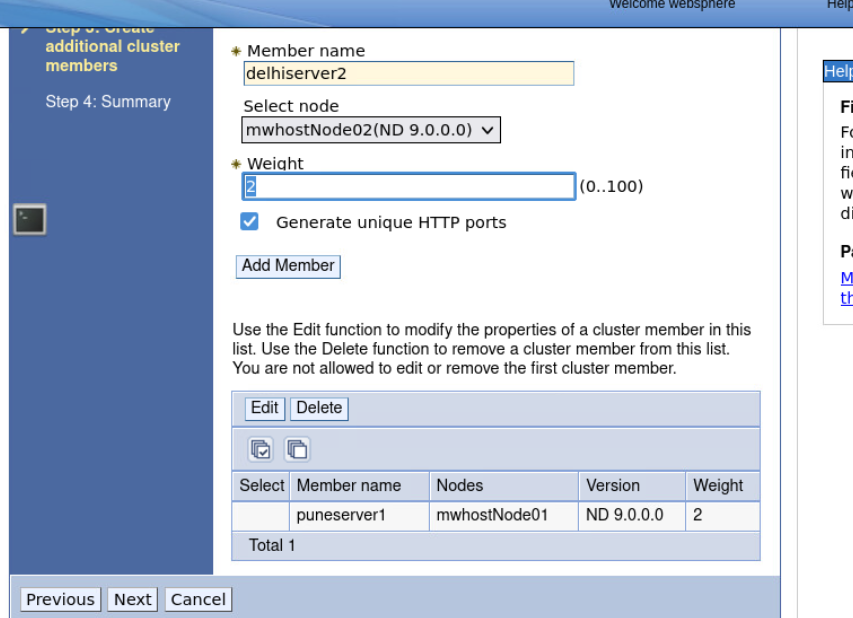 Welcome websphere
Help
Step 3: Create
additional cluster
members
Step 4: Summary
Member name
delhiserver2
Select node
mwhostNode02(ND 9.0.0.0)
Weight
2
(0..100)
Generate unique HTTP ports
Add Member
Use the Edit function to modify the properties of a cluster member in this
list. Use the Delete function to remove a cluster member from this list.
You are not allowed to edit or remove the first cluster member.
Edit Delete
Select Member name Nodes Version Weight
puneserver1 mwhostNode01 ND 9.0.0.0 2
Total 1
Previous Next Cancel
Help